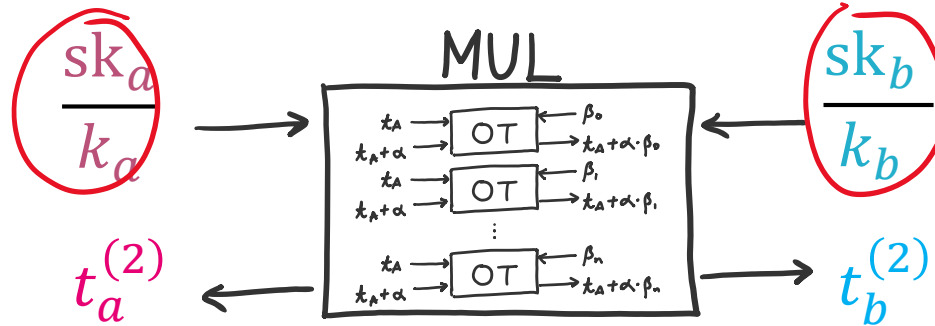 MUL
sk_a / k_a
sk_b / k_b
t_A
t_A + α
OT
β_0
t_A + α · β_0
t_A
t_A + α
OT
β_1
t_A + α · β_1
⋮
t_A
t_A + α
OT
β_n
t_A + α · β_n
t_a^(2)
t_b^(2)